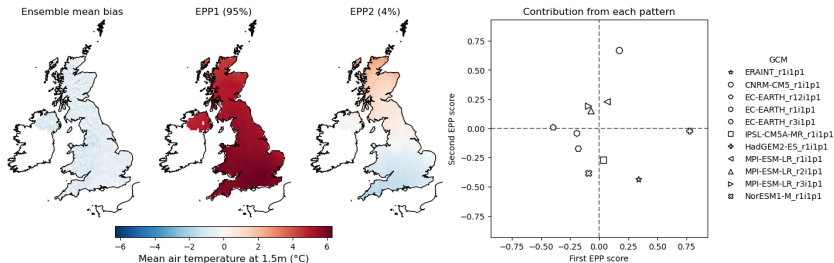 Ensemble mean bias
EPP1 (95%)
EPP2 (4%)
−6 −4 −2 0 2 4 6
Mean air temperature at 1.5m (°C)
Contribution from each pattern
Second EPP score
0.75
0.50
0.25
0.00
−0.25
−0.50
−0.75
−0.75 −0.50 −0.25 0.00 0.25 0.50 0.75
First EPP score
GCM
ERAINT_r1i1p1
CNRM-CM5_r1i1p1
EC-EARTH_r12i1p1
EC-EARTH_r1i1p1
EC-EARTH_r3i1p1
IPSL-CM5A-MR_r1i1p1
HadGEM2-ES_r1i1p1
MPI-ESM-LR_r1i1p1
MPI-ESM-LR_r2i1p1
MPI-ESM-LR_r3i1p1
NorESM1-M_r1i1p1